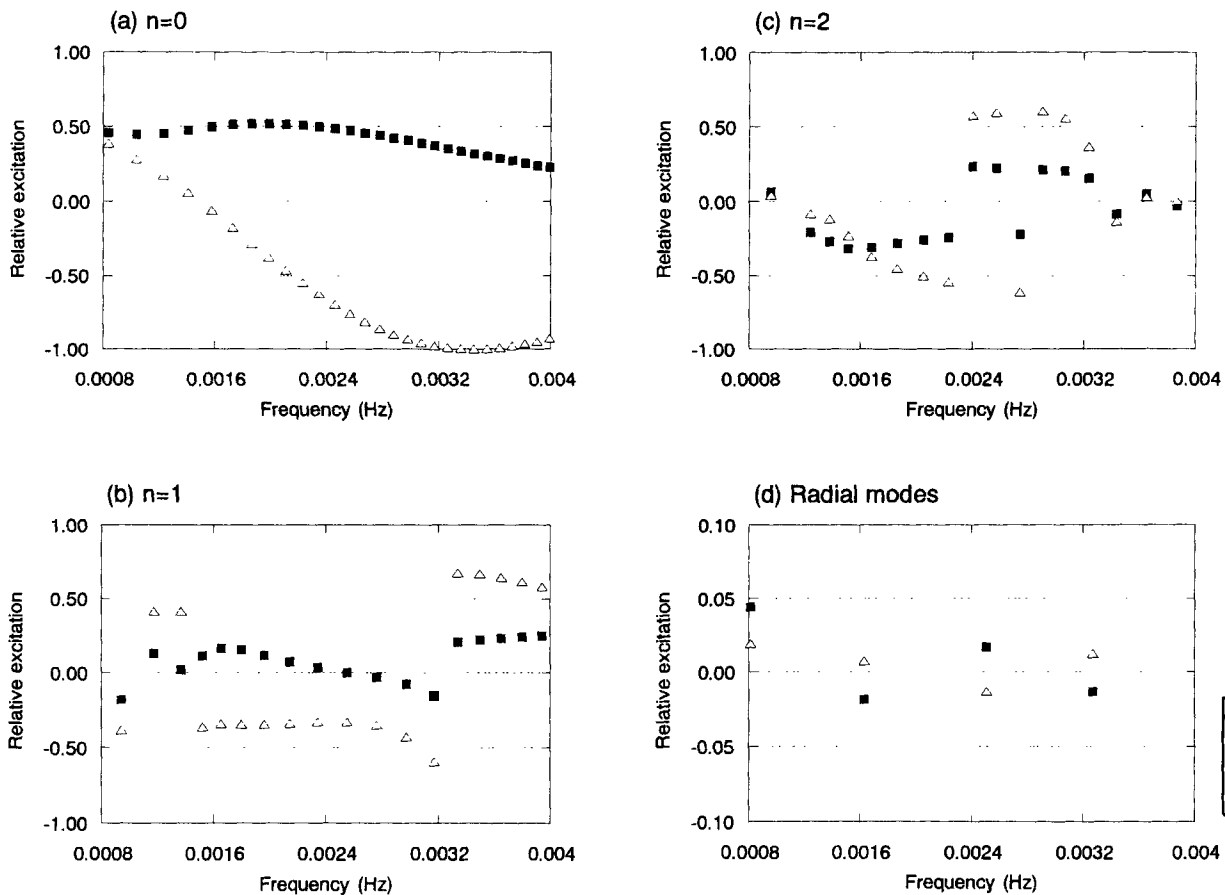 (a) n=0
1.00
0.50
0.00
-0.50
-1.00
Relative excitation
0.0008 0.0016 0.0024 0.0032 0.004
Frequency (Hz)
(c) n=2
1.00
0.50
0.00
-0.50
-1.00
Relative excitation
0.0008 0.0016 0.0024 0.0032 0.004
Frequency (Hz)
(b) n=1
1.00
0.50
0.00
-0.50
-1.00
Relative excitation
0.0008 0.0016 0.0024 0.0032 0.004
Frequency (Hz)
(d) Radial modes
0.10
0.05
0.00
-0.05
-0.10
Relative excitation
0.0008 0.0016 0.0024 0.0032 0.004
Frequency (Hz)